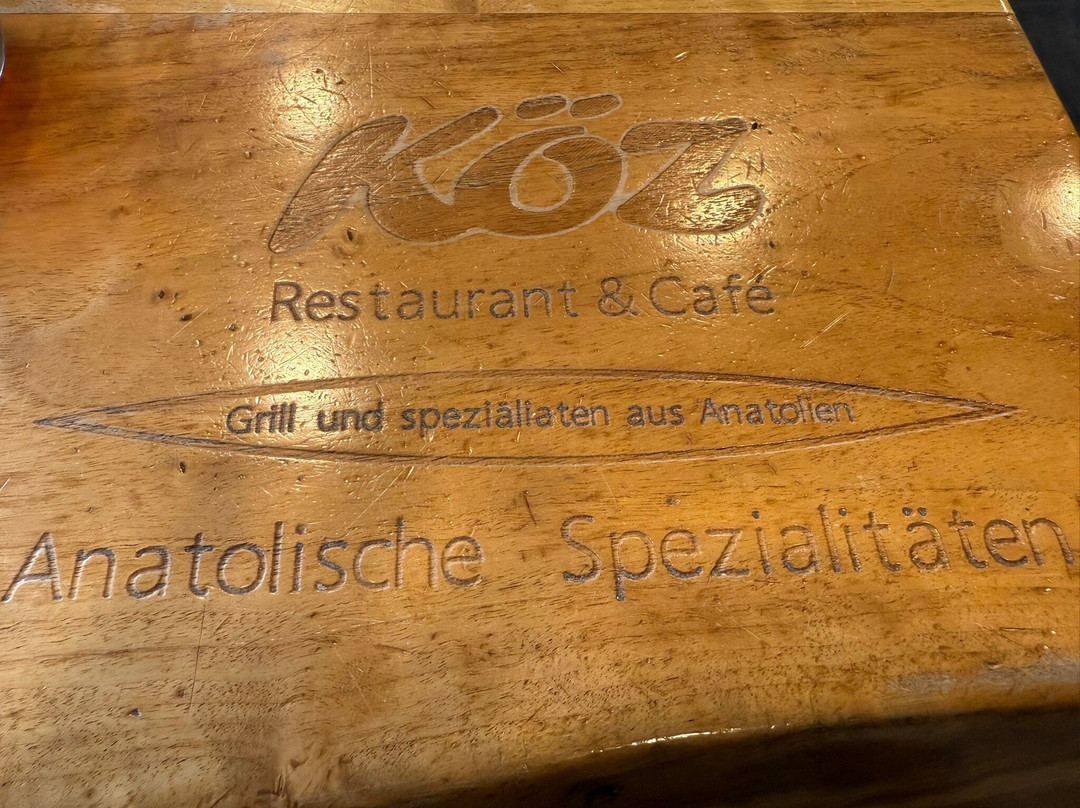 Köz
Restaurant & Café
Grill und speziäliaten aus Anatolien
Anatolische Spezialitäten